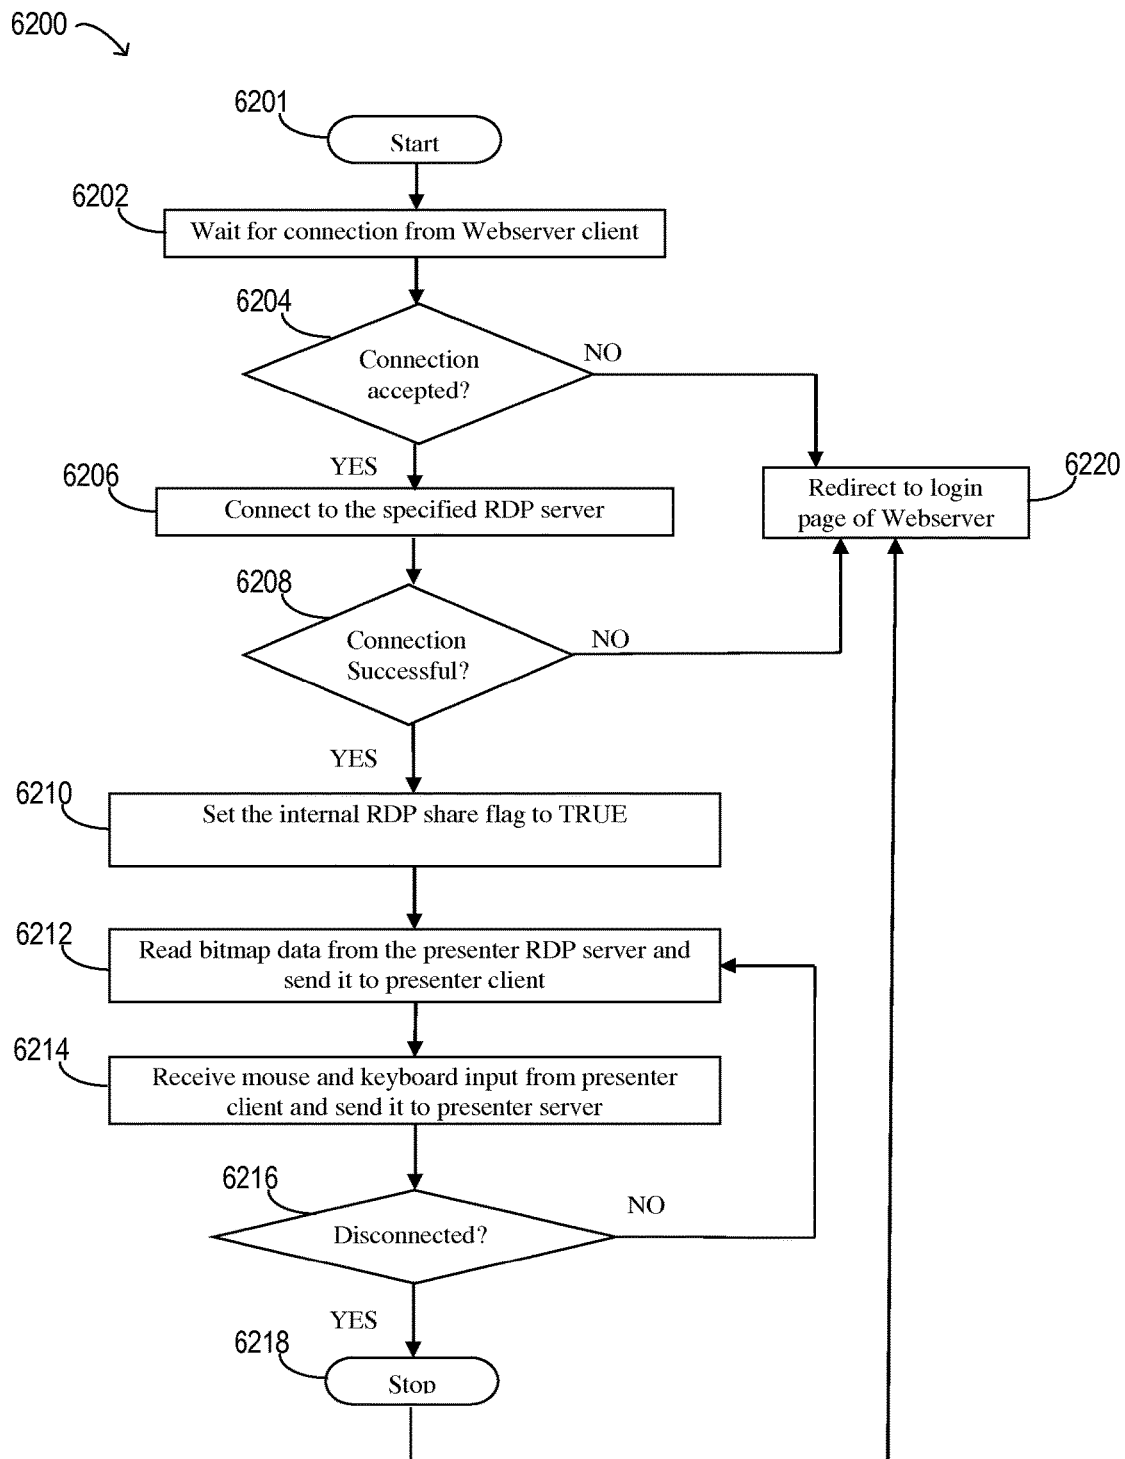 6200
6201
Start
6202
Wait for connection from Webserver client
6204
Connection
accepted?
NO
YES
6206
Connect to the specified RDP server
6220
Redirect to login
page of Webserver
6208
Connection
Successful?
NO
YES
6210
Set the internal RDP share flag to TRUE
6212
Read bitmap data from the presenter RDP server and
send it to presenter client
6214
Receive mouse and keyboard input from presenter
client and send it to presenter server
6216
Disconnected?
NO
YES
6218
Stop